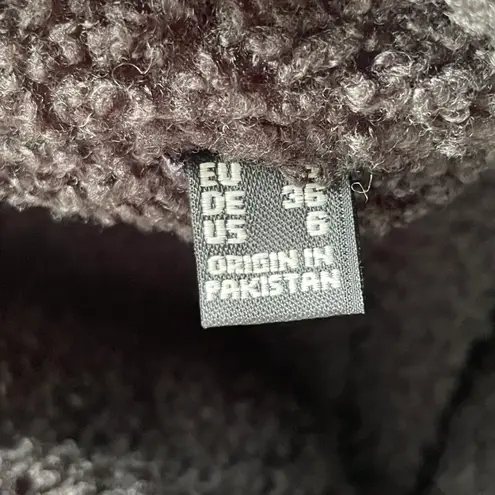 EU
DE 36
US 6
ORIGIN IN
PAKISTAN